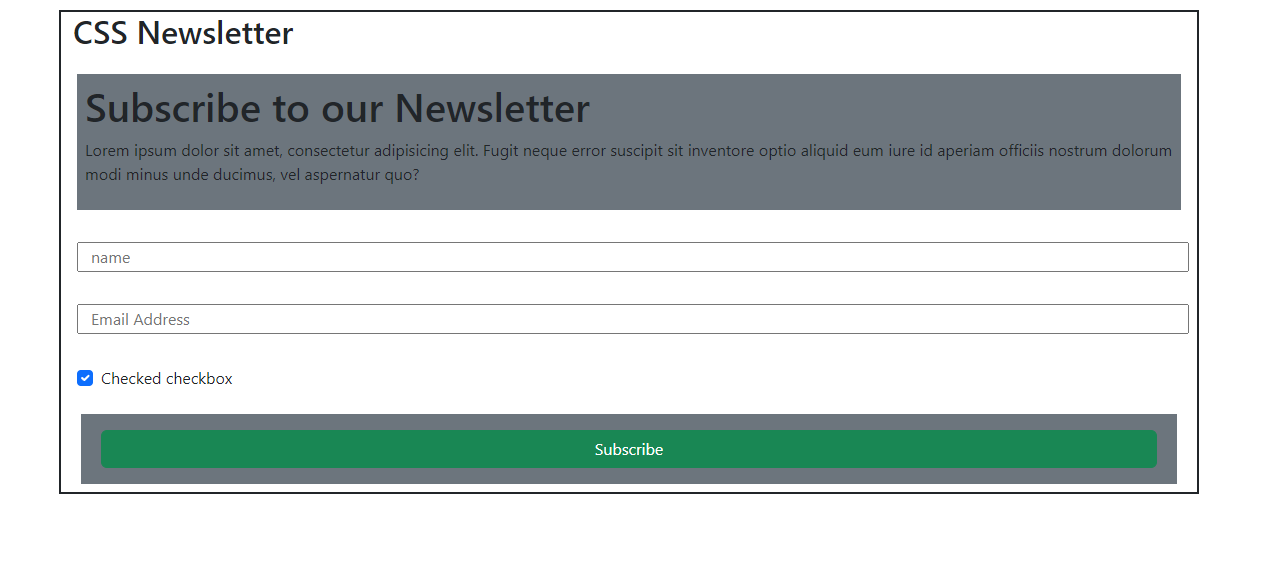 CSS Newsletter
Subscribe to our Newsletter
Lorem ipsum dolor sit amet, consectetur adipisicing elit. Fugit neque error suscipit sit inventore optio aliquid eum iure id aperiam officiis nostrum dolorum
modi minus unde ducimus, vel aspernatur quo?
name
Email Address
Checked checkbox
Subscribe